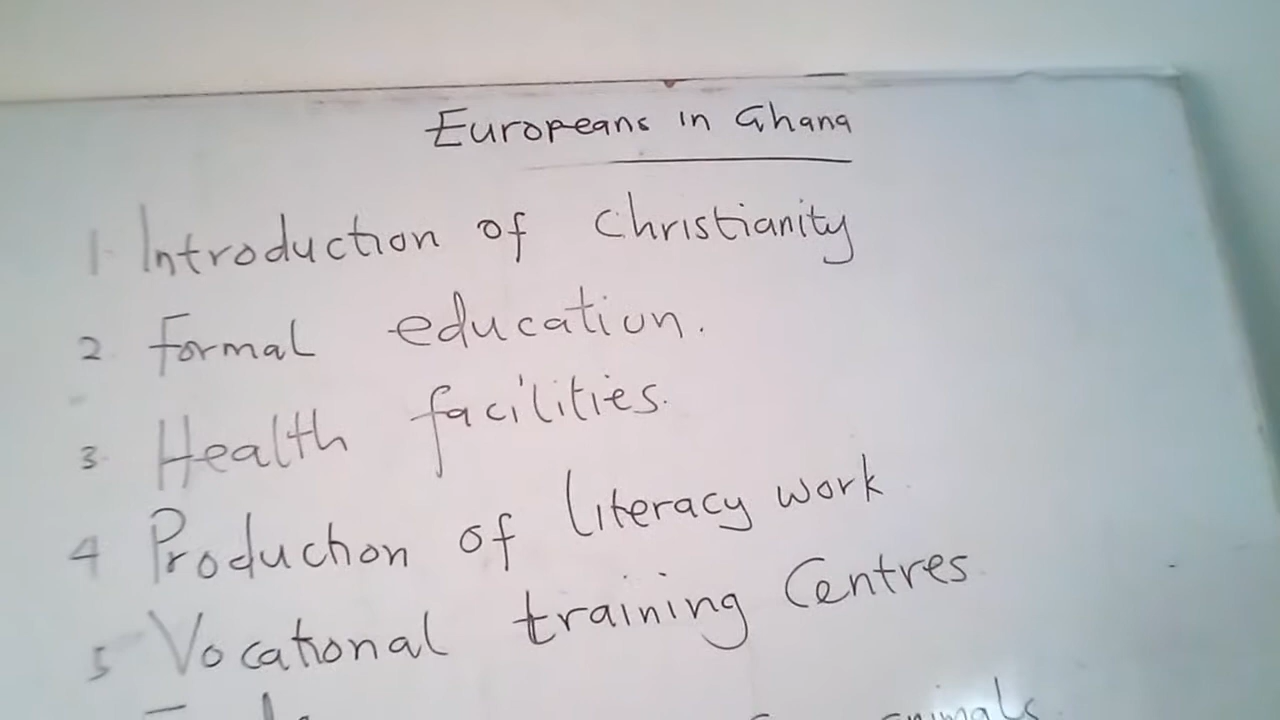 Europeans in Ghana
1. Introduction of Christianity
2. Formal education.
3. Health facilities.
4 Production of literacy work
5 Vocational training Centres
animals